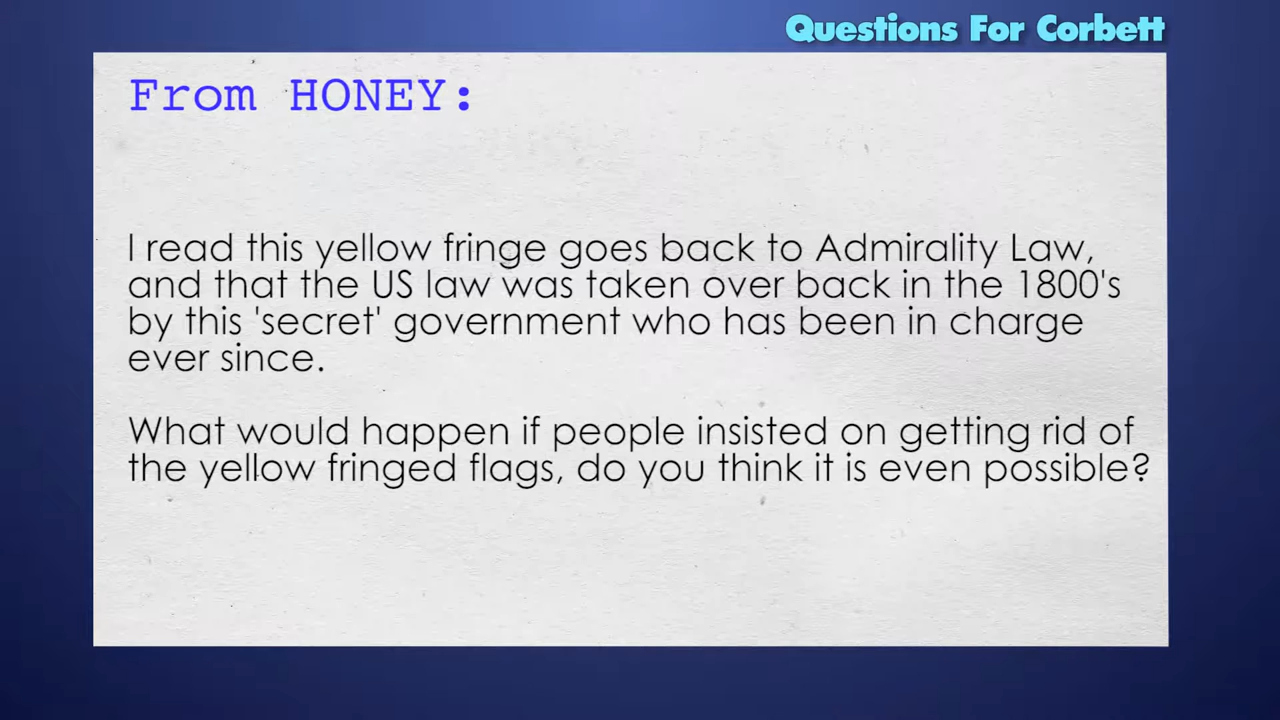 Questions For Corbett
From HONEY:
I read this yellow fringe goes back to Admirality Law,
and that the US law was taken over back in the 1800's
by this 'secret' government who has been in charge
ever since.
What would happen if people insisted on getting rid of
the yellow fringed flags, do you think it is even possible?